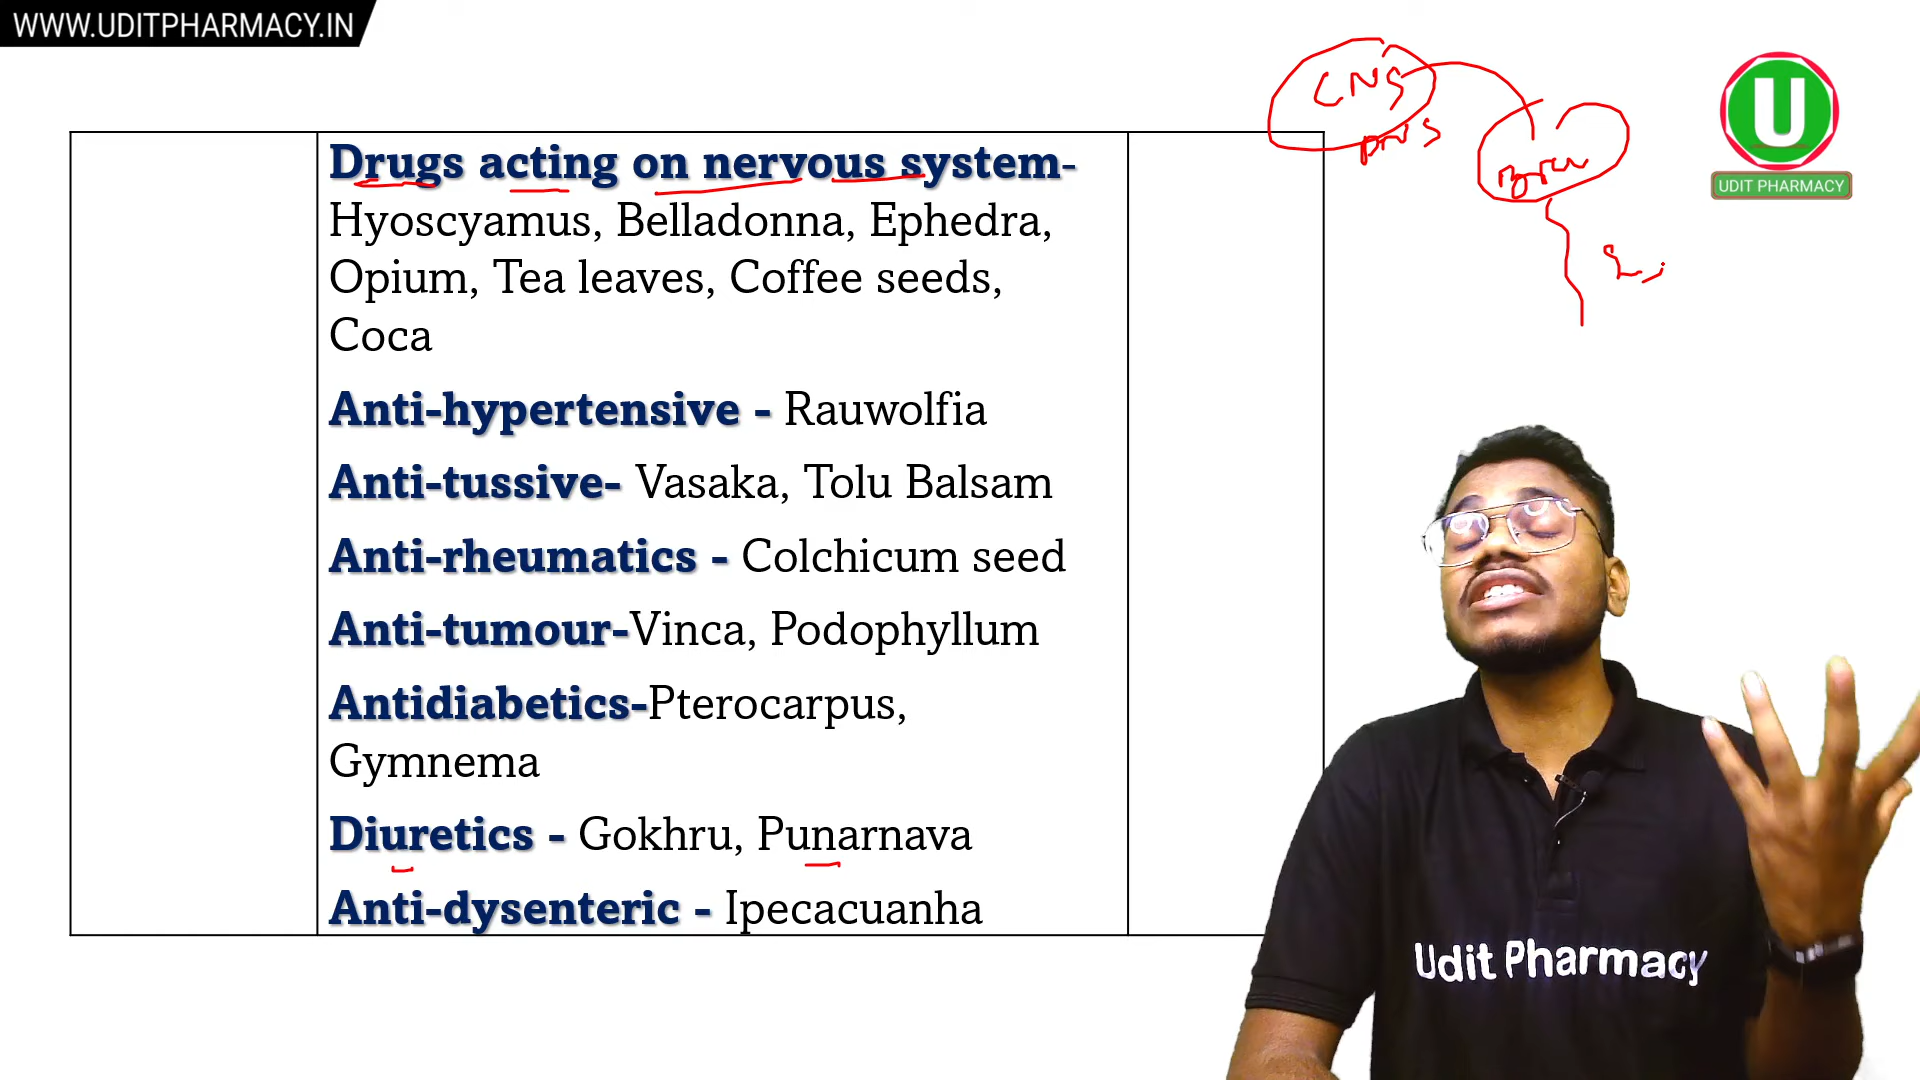 WWW.UDITPHARMACY.IN
CNS
PNS
U
UDIT PHARMACY
Drugs acting on nervous system-
Hyoscyamus, Belladonna, Ephedra,
Opium, Tea leaves, Coffee seeds,
Coca
Anti-hypertensive - Rauwolfia
Anti-tussive- Vasaka, Tolu Balsam
Anti-rheumatics - Colchicum seed
Anti-tumour-Vinca, Podophyllum
Antidiabetics-Pterocarpus,
Gymnema
Diuretics - Gokhru, Punarnava
Anti-dysenteric - Ipecacuanha
Udit Pharmacy